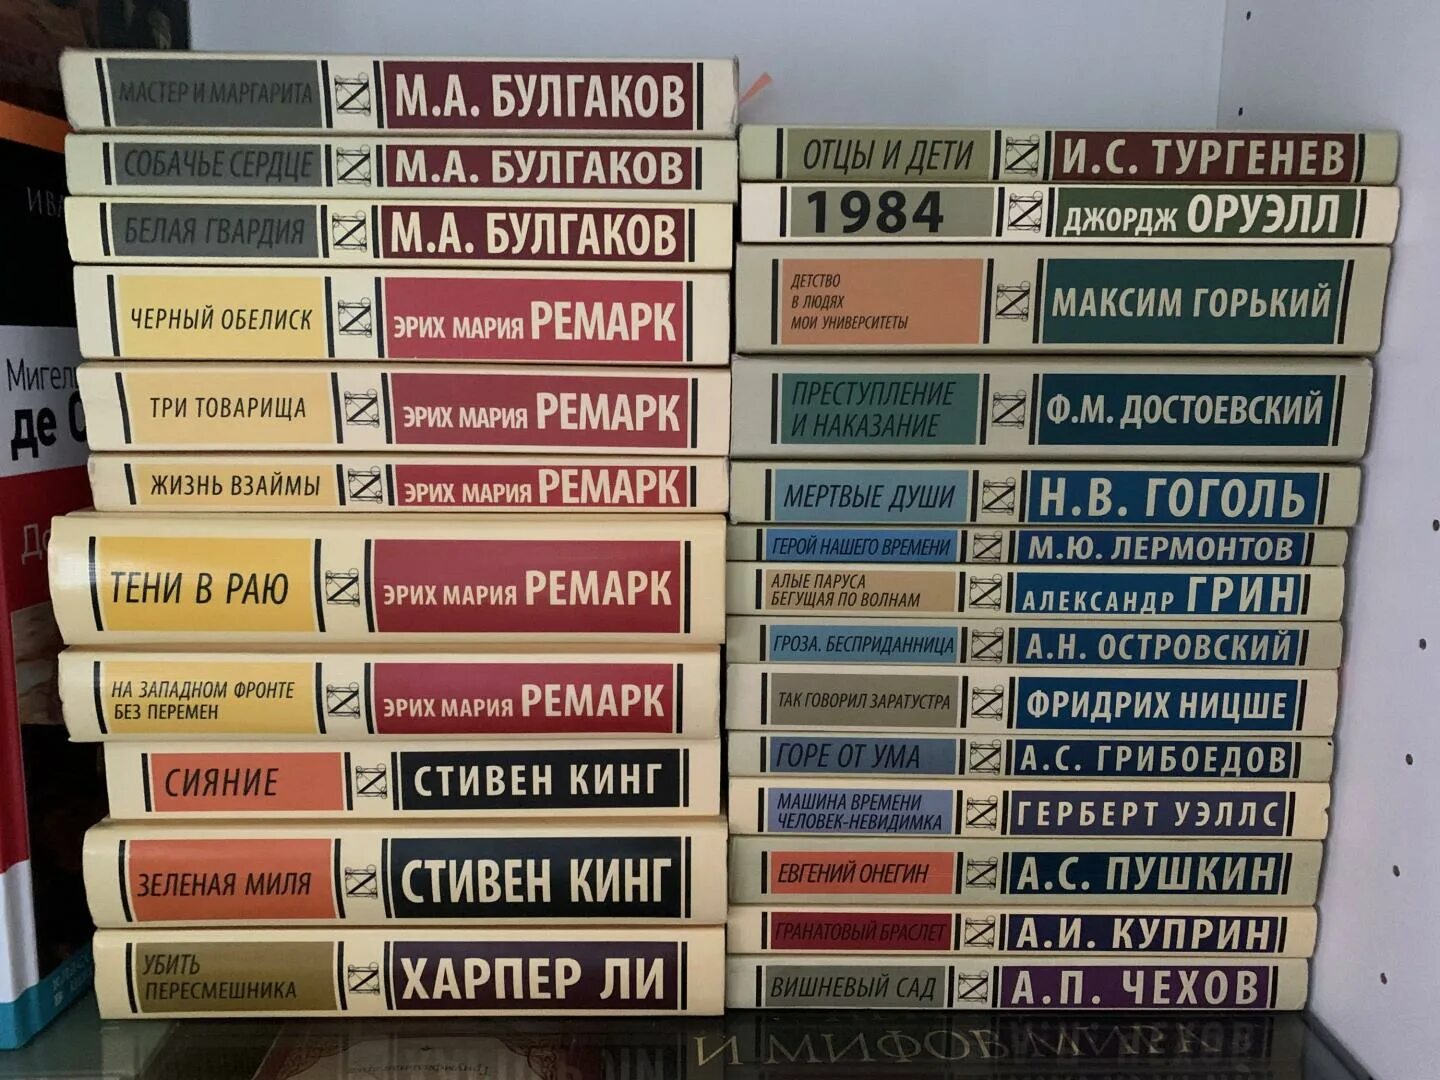 МАСТЕР И МАРГАРИТА М.А. БУЛГАКОВ
СОБАЧЬЕ СЕРДЦЕ М.А. БУЛГАКОВ
БЕЛАЯ ГВАРДИЯ М.А. БУЛГАКОВ
ЧЕРНЫЙ ОБЕЛИСК ЭРИХ МАРИЯ РЕМАРК
ТРИ ТОВАРИЩА ЭРИХ МАРИЯ РЕМАРК
ЖИЗНЬ ВЗАЙМЫ ЭРИХ МАРИЯ РЕМАРК
ТЕНИ В РАЮ ЭРИХ МАРИЯ РЕМАРК
НА ЗАПАДНОМ ФРОНТЕ
БЕЗ ПЕРЕМЕН
ЭРИХ МАРИЯ РЕМАРК
СИЯНИЕ СТИВЕН КИНГ
ЗЕЛЕНАЯ МИЛЯ СТИВЕН КИНГ
УБИТЬ
ПЕРЕСМЕШНИКА
ХАРПЕР ЛИ
ОТЦЫ И ДЕТИ И.С. ТУРГЕНЕВ
1984 ДЖОРДЖ ОРУЭЛЛ
ДЕТСТВО
В ЛЮДЯХ
МОИ УНИВЕРСИТЕТЫ
МАКСИМ ГОРЬКИЙ
ПРЕСТУПЛЕНИЕ
И НАКАЗАНИЕ
Ф.М. ДОСТОЕВСКИЙ
МЕРТВЫЕ ДУШИ Н.В. ГОГОЛЬ
ГЕРОЙ НАШЕГО ВРЕМЕНИ М.Ю. ЛЕРМОНТОВ
АЛЫЕ ПАРУСА
БЕГУЩАЯ ПО ВОЛНАМ
АЛЕКСАНДР ГРИН
ГРОЗА. БЕСПРИДАННИЦА А.Н. ОСТРОВСКИЙ
ТАК ГОВОРИЛ ЗАРАТУСТРА ФРИДРИХ НИЦШЕ
ГОРЕ ОТ УМА А.С. ГРИБОЕДОВ
МАШИНА ВРЕМЕНИ
ЧЕЛОВЕК-НЕВИДИМКА
ГЕРБЕРТ УЭЛЛС
ЕВГЕНИЙ ОНЕГИН А.С. ПУШКИН
ГРАНАТОВЫЙ БРАСЛЕТ А.И. КУПРИН
ВИШНЕВЫЙ САД А.П. ЧЕХОВ
де